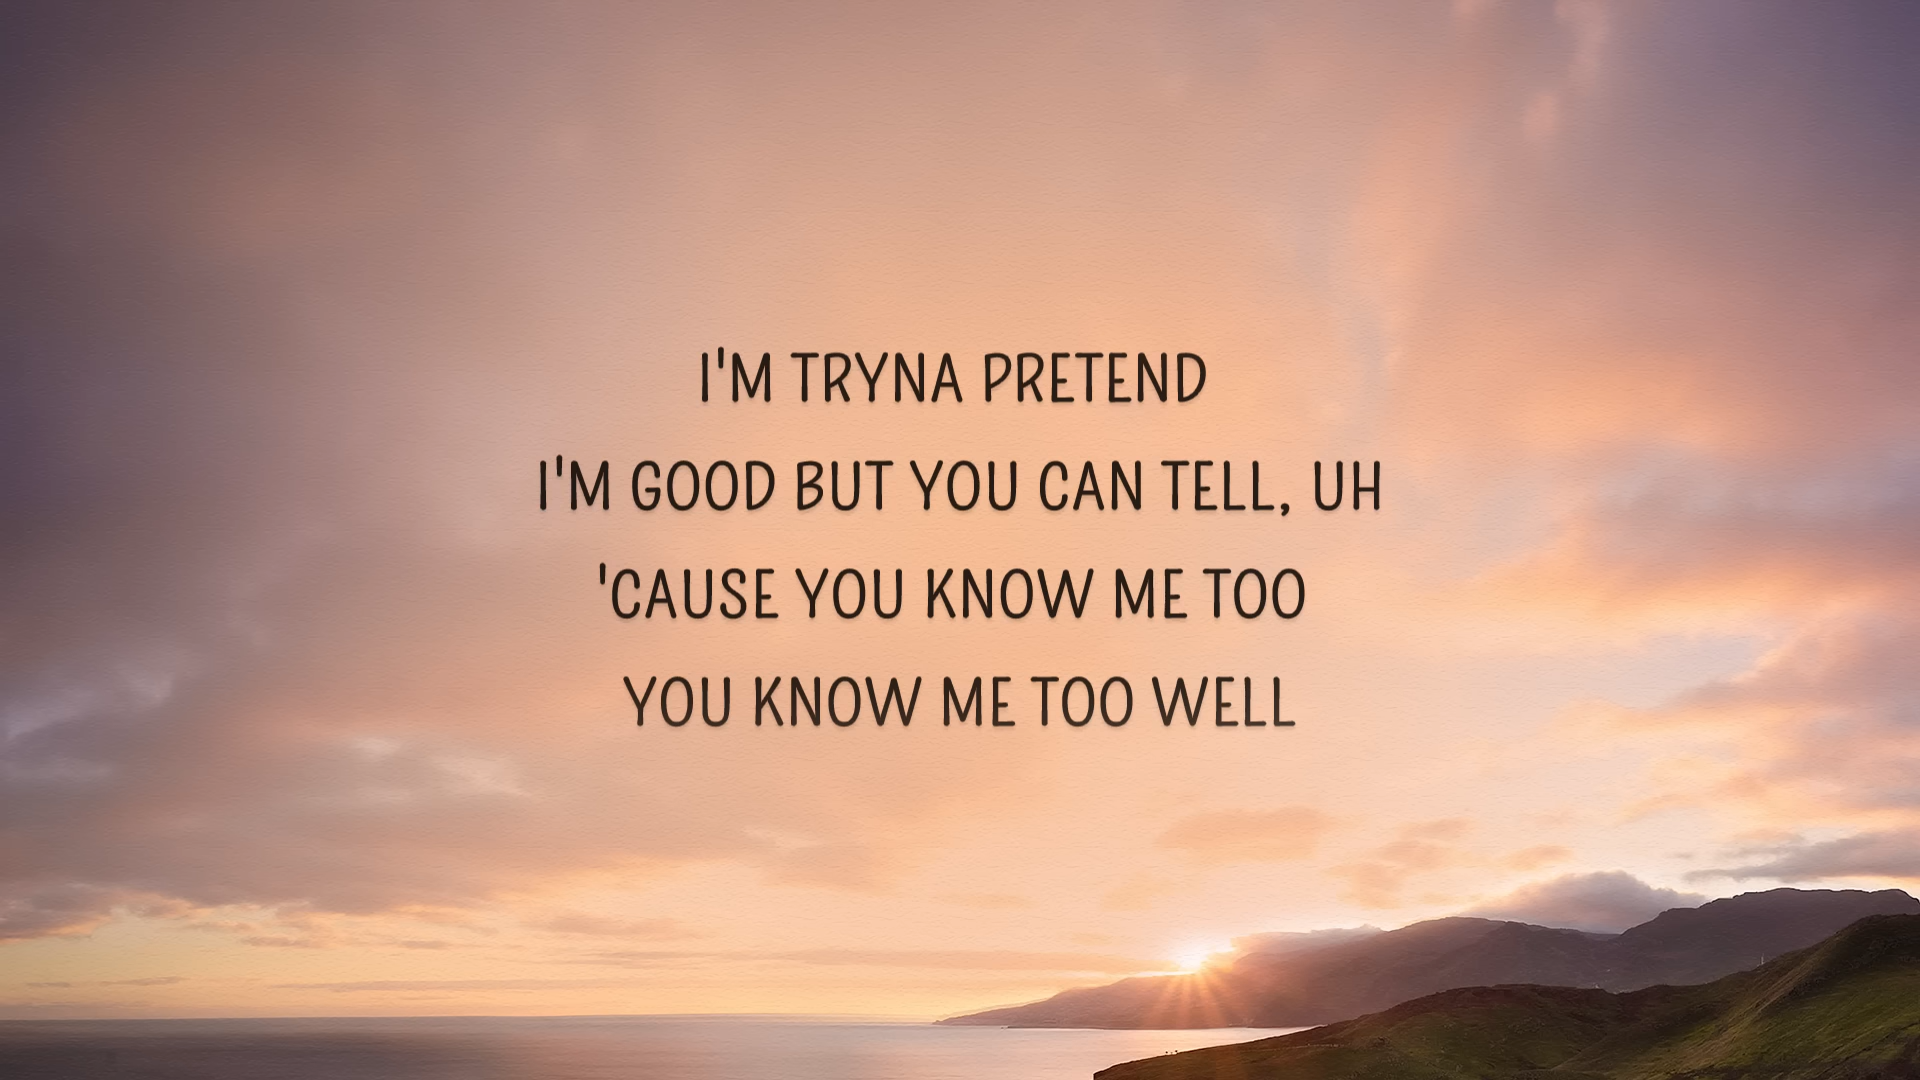 I'M TRYNA PRETEND
I'M GOOD BUT YOU CAN TELL, UH
'CAUSE YOU KNOW ME TOO
YOU KNOW ME TOO WELL